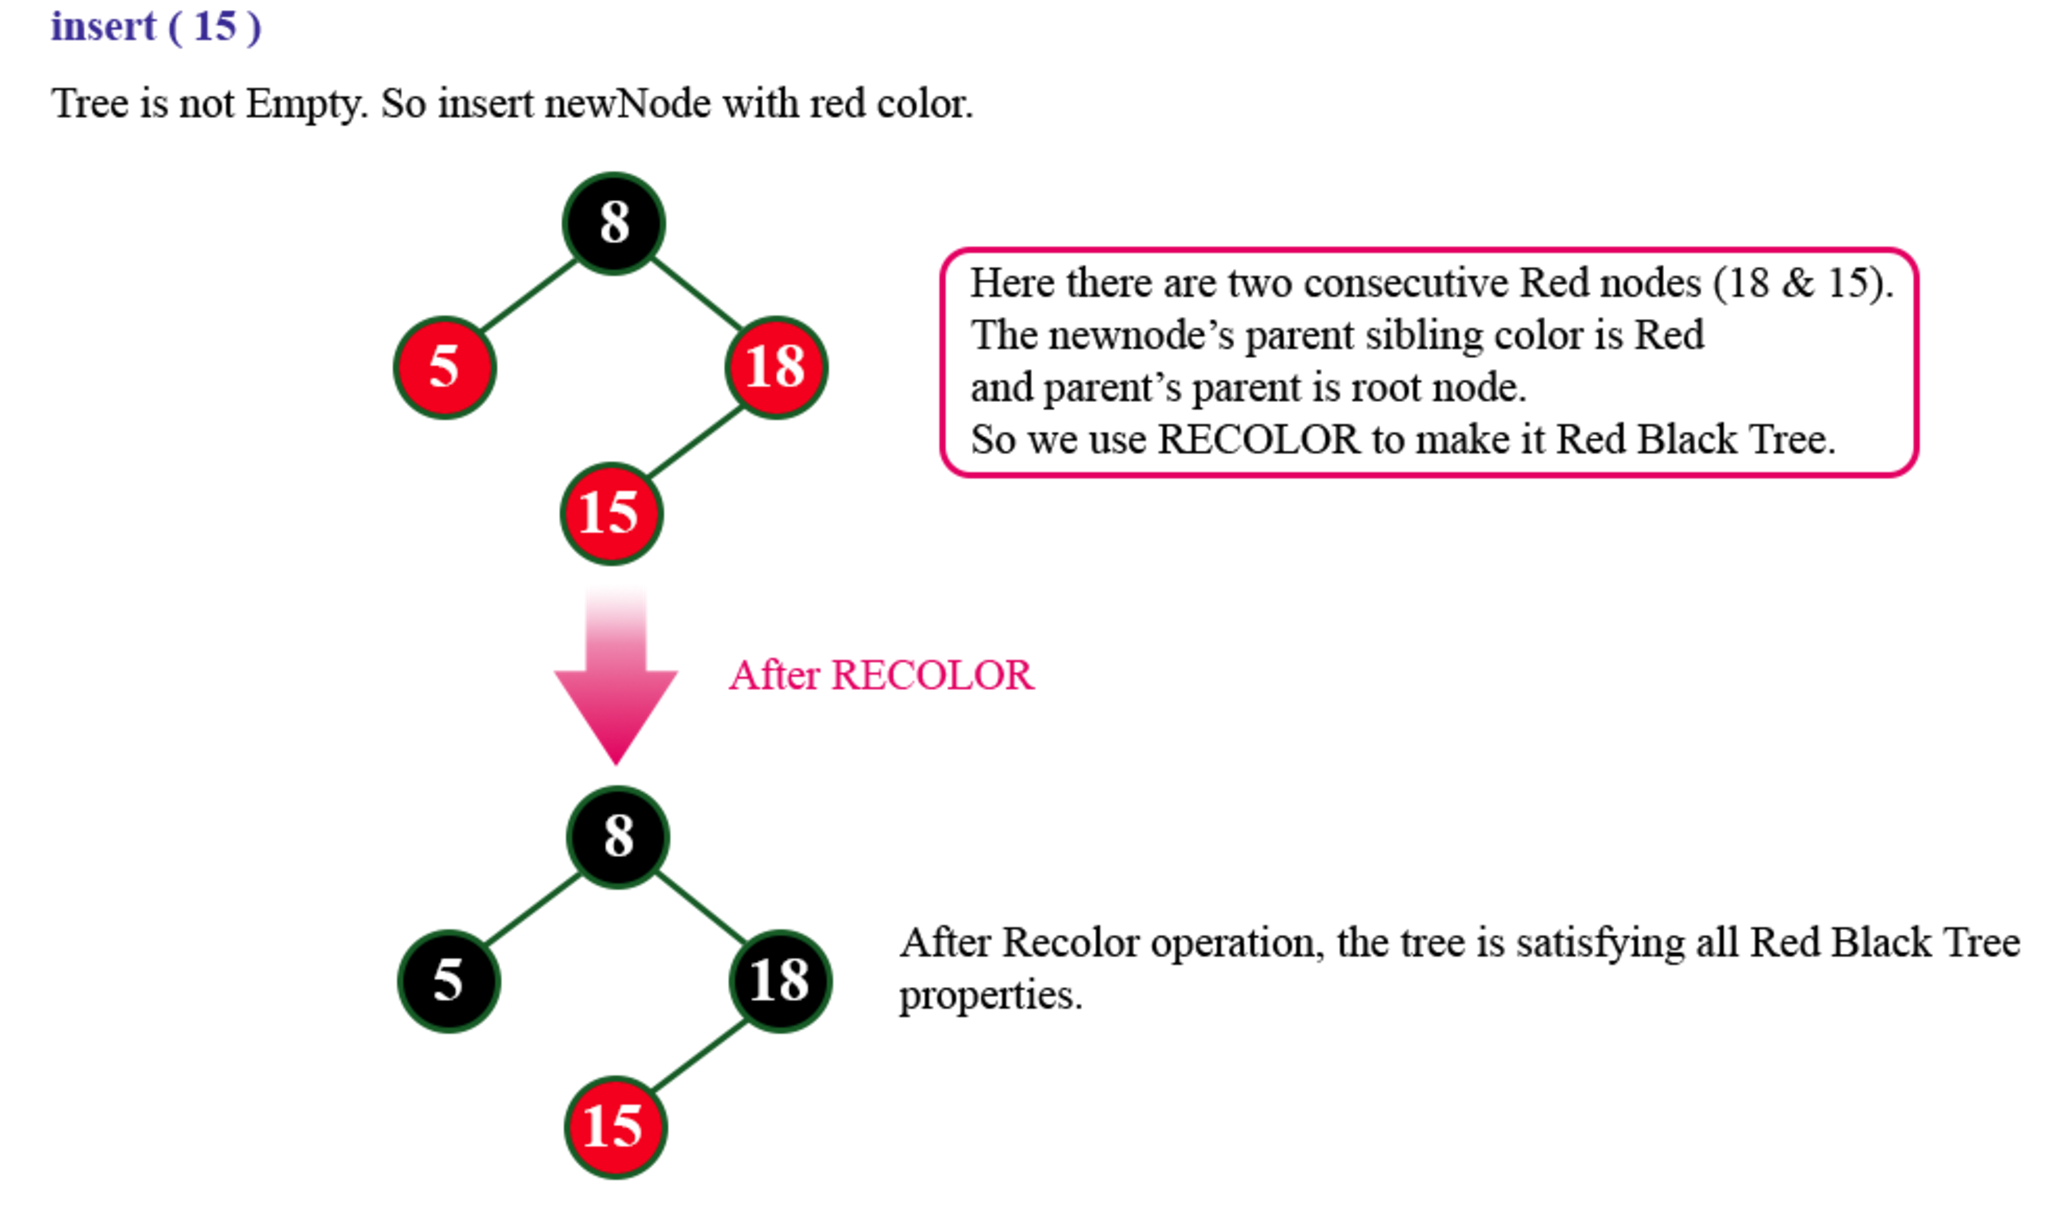 insert ( 15 )
Tree is not Empty. So insert newNode with red color.
8
5
18
15
Here there are two consecutive Red nodes (18 & 15).
The newnode’s parent sibling color is Red
and parent’s parent is root node.
So we use RECOLOR to make it Red Black Tree.
After RECOLOR
8
5
18
15
After Recolor operation, the tree is satisfying all Red Black Tree
properties.